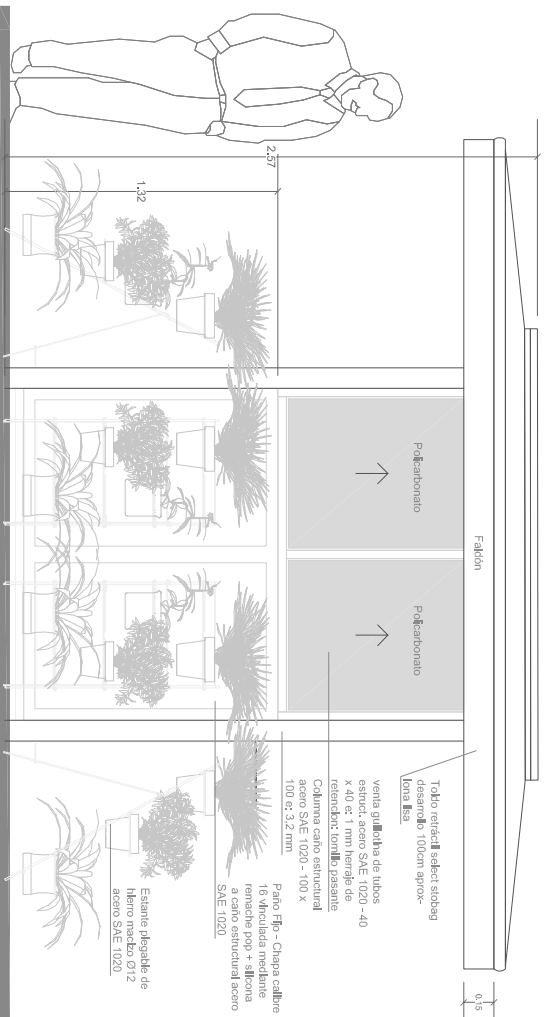 2.57
1.32
Policarbonato
Policarbonato
Faldón
0.15
Toldo retráctil select stobag
desarrollo 100cm aprox-
lona lisa
venta guillotina de tubos
estruct. acero SAE 1020 - 40
x 40 e: 1 mm herraje de
retencion: tornillo pasante
Columna caño estructural
acero SAE 1020 - 100 x
100 e: 3,2 mm
Paño Fijo - Chapa calibre
16 vinculada mediante
remache pop + silicona
a caño estructural acero
SAE 1020
Estante plegable de
hierro macizo Ø12
acero SAE 1020